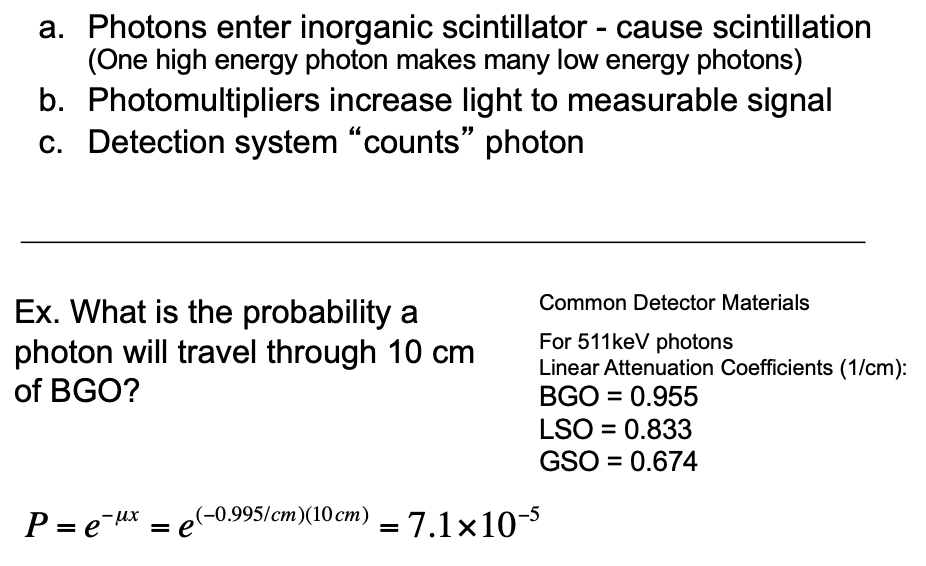 a. Photons enter inorganic scintillator - cause scintillation
(One high energy photon makes many low energy photons)
b. Photomultipliers increase light to measurable signal
c. Detection system “counts” photon
Ex. What is the probability a
photon will travel through 10 cm
of BGO?
Common Detector Materials
For 511keV photons
Linear Attenuation Coefficients (1/cm):
BGO = 0.955
LSO = 0.833
GSO = 0.674
P = e^{−μx} = e^{(−0.995/cm)(10cm)} = 7.1×10^{−5}